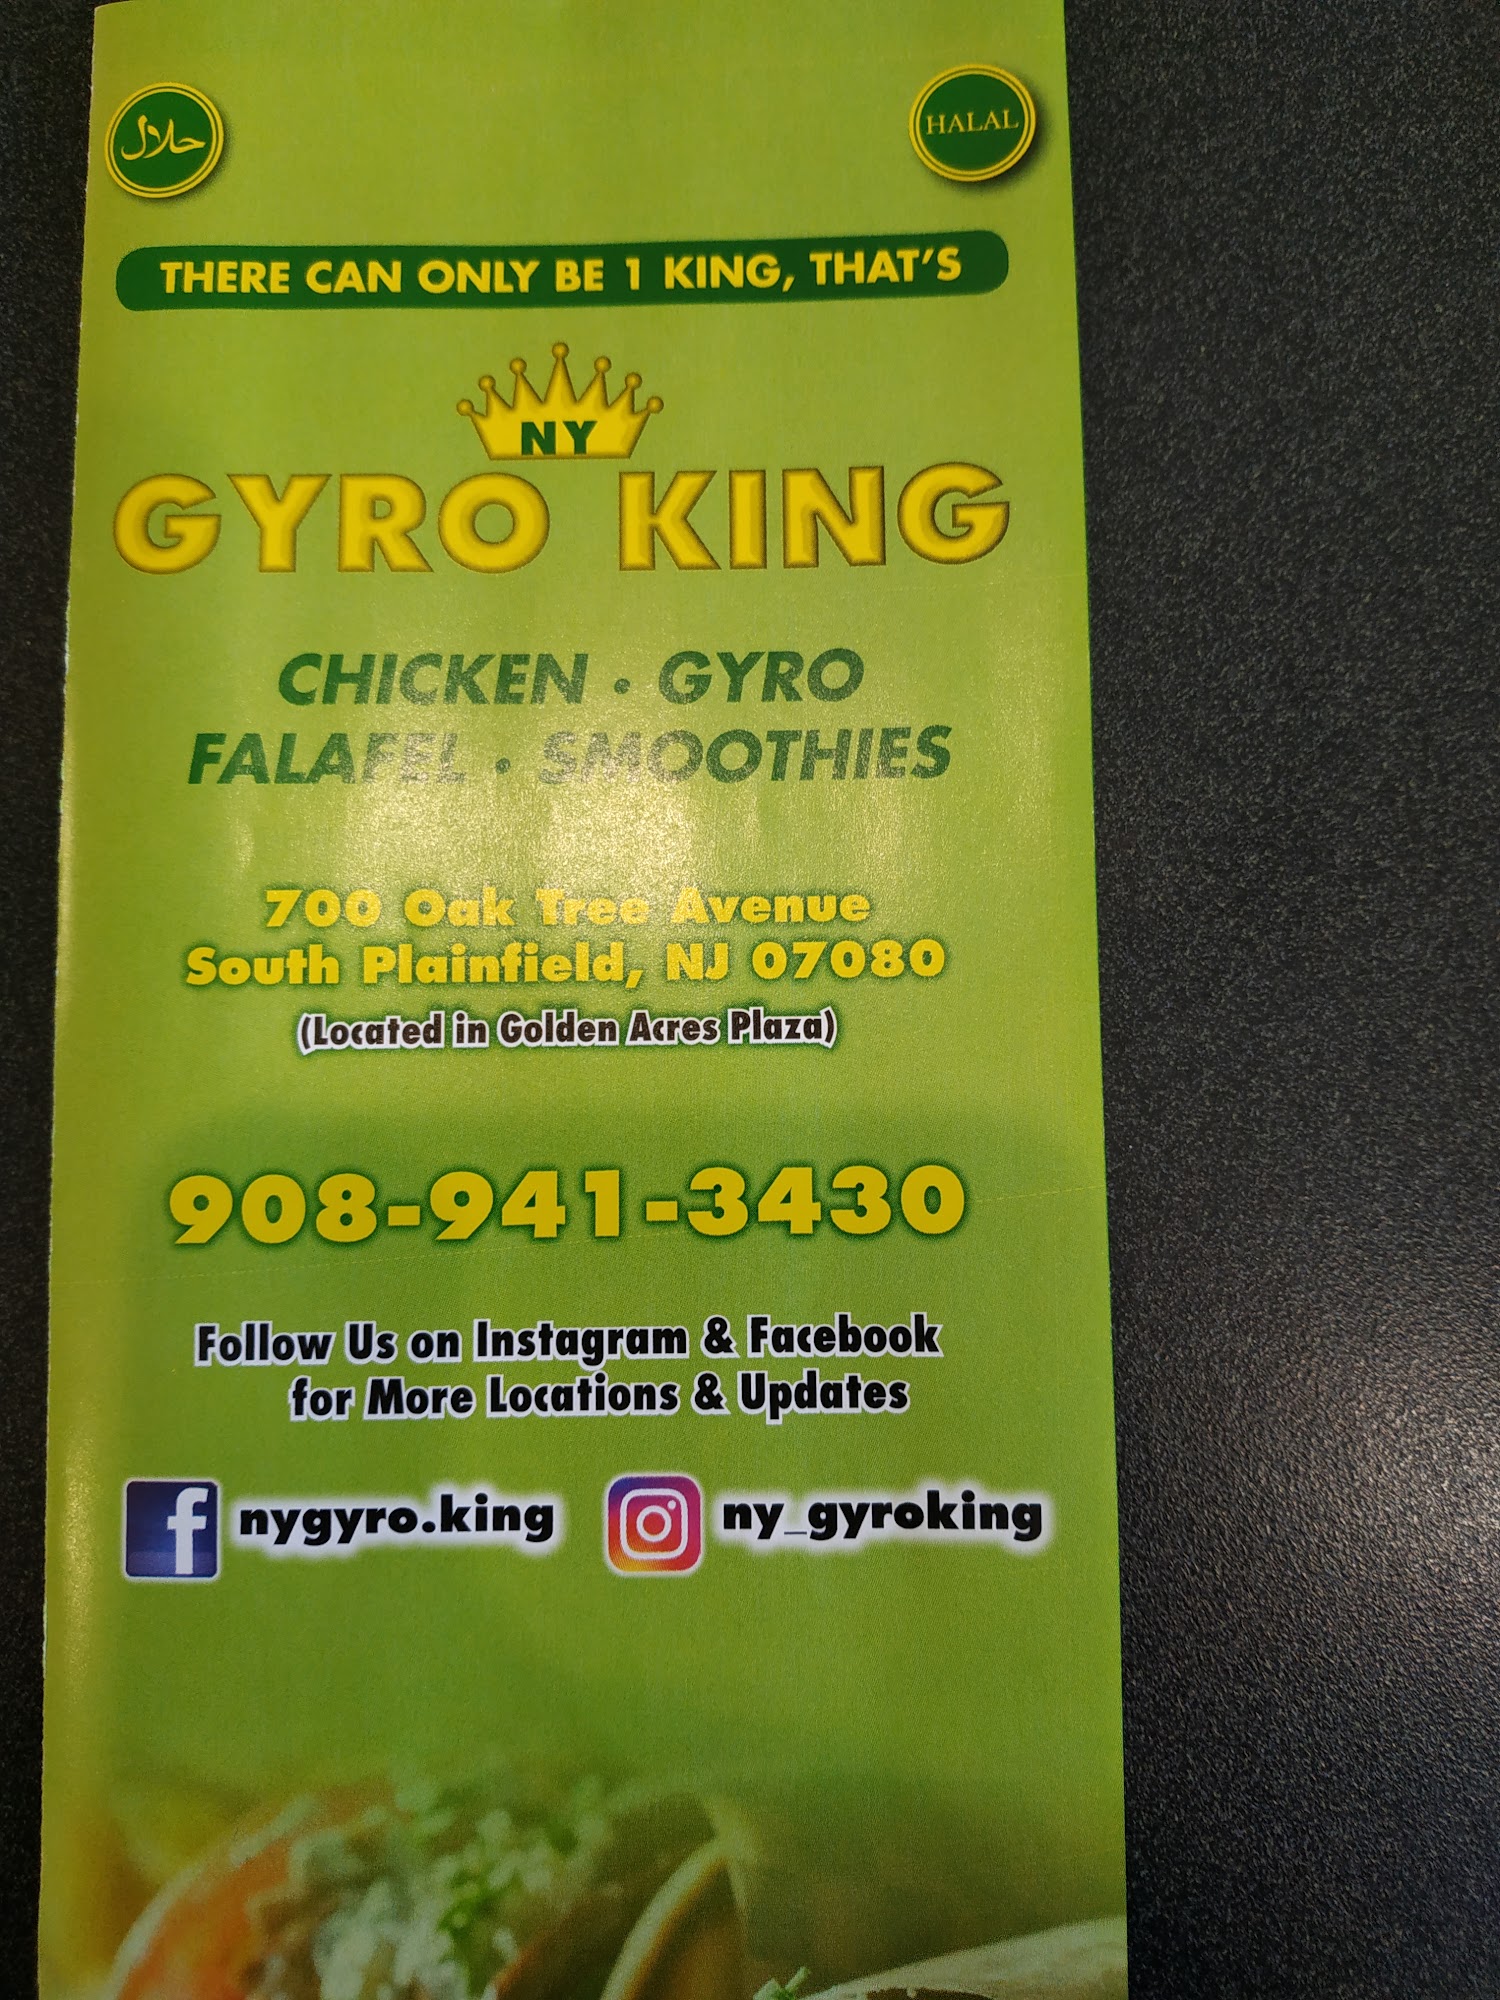 حلال
HALAL
THERE CAN ONLY BE 1 KING, THAT'S
NY
GYRO KING
CHICKEN • GYRO
FALAFEL • SMOOTHIES
700 Oak Tree Avenue
South Plainfield, NJ 07080
(Located in Golden Acres Plaza)
908-941-3430
Follow Us on Instagram & Facebook
for More Locations & Updates
f nygyro.king ny_gyroking